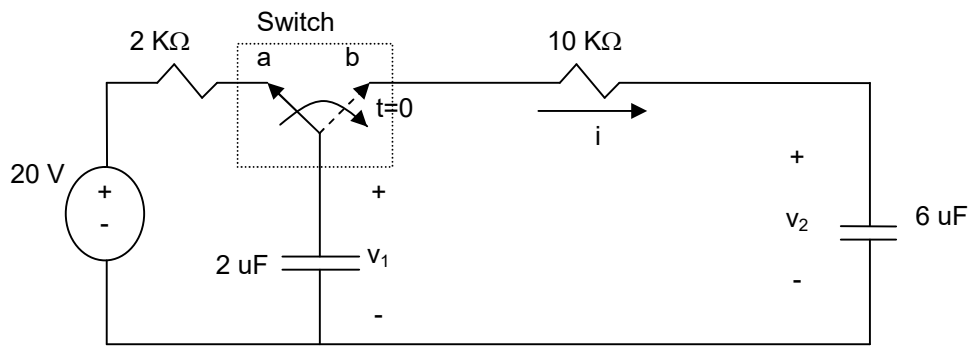 Switch
2 KΩ
10 KΩ
a
b
t=0
i
20 V
+
-
+
v₁
-
2 uF
+
v₂
-
6 uF